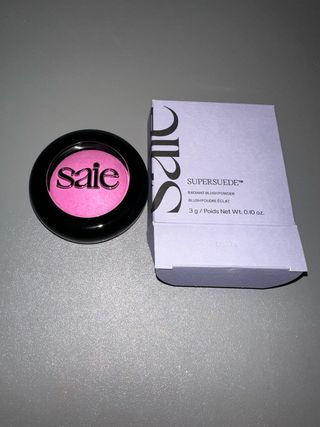 saie
saie
SUPERSUEDE™
RADIANT BLUSH POWDER
BLUSH POUDRE ÉCLAT
3 g / Poids Net Wt. 0.10 oz.